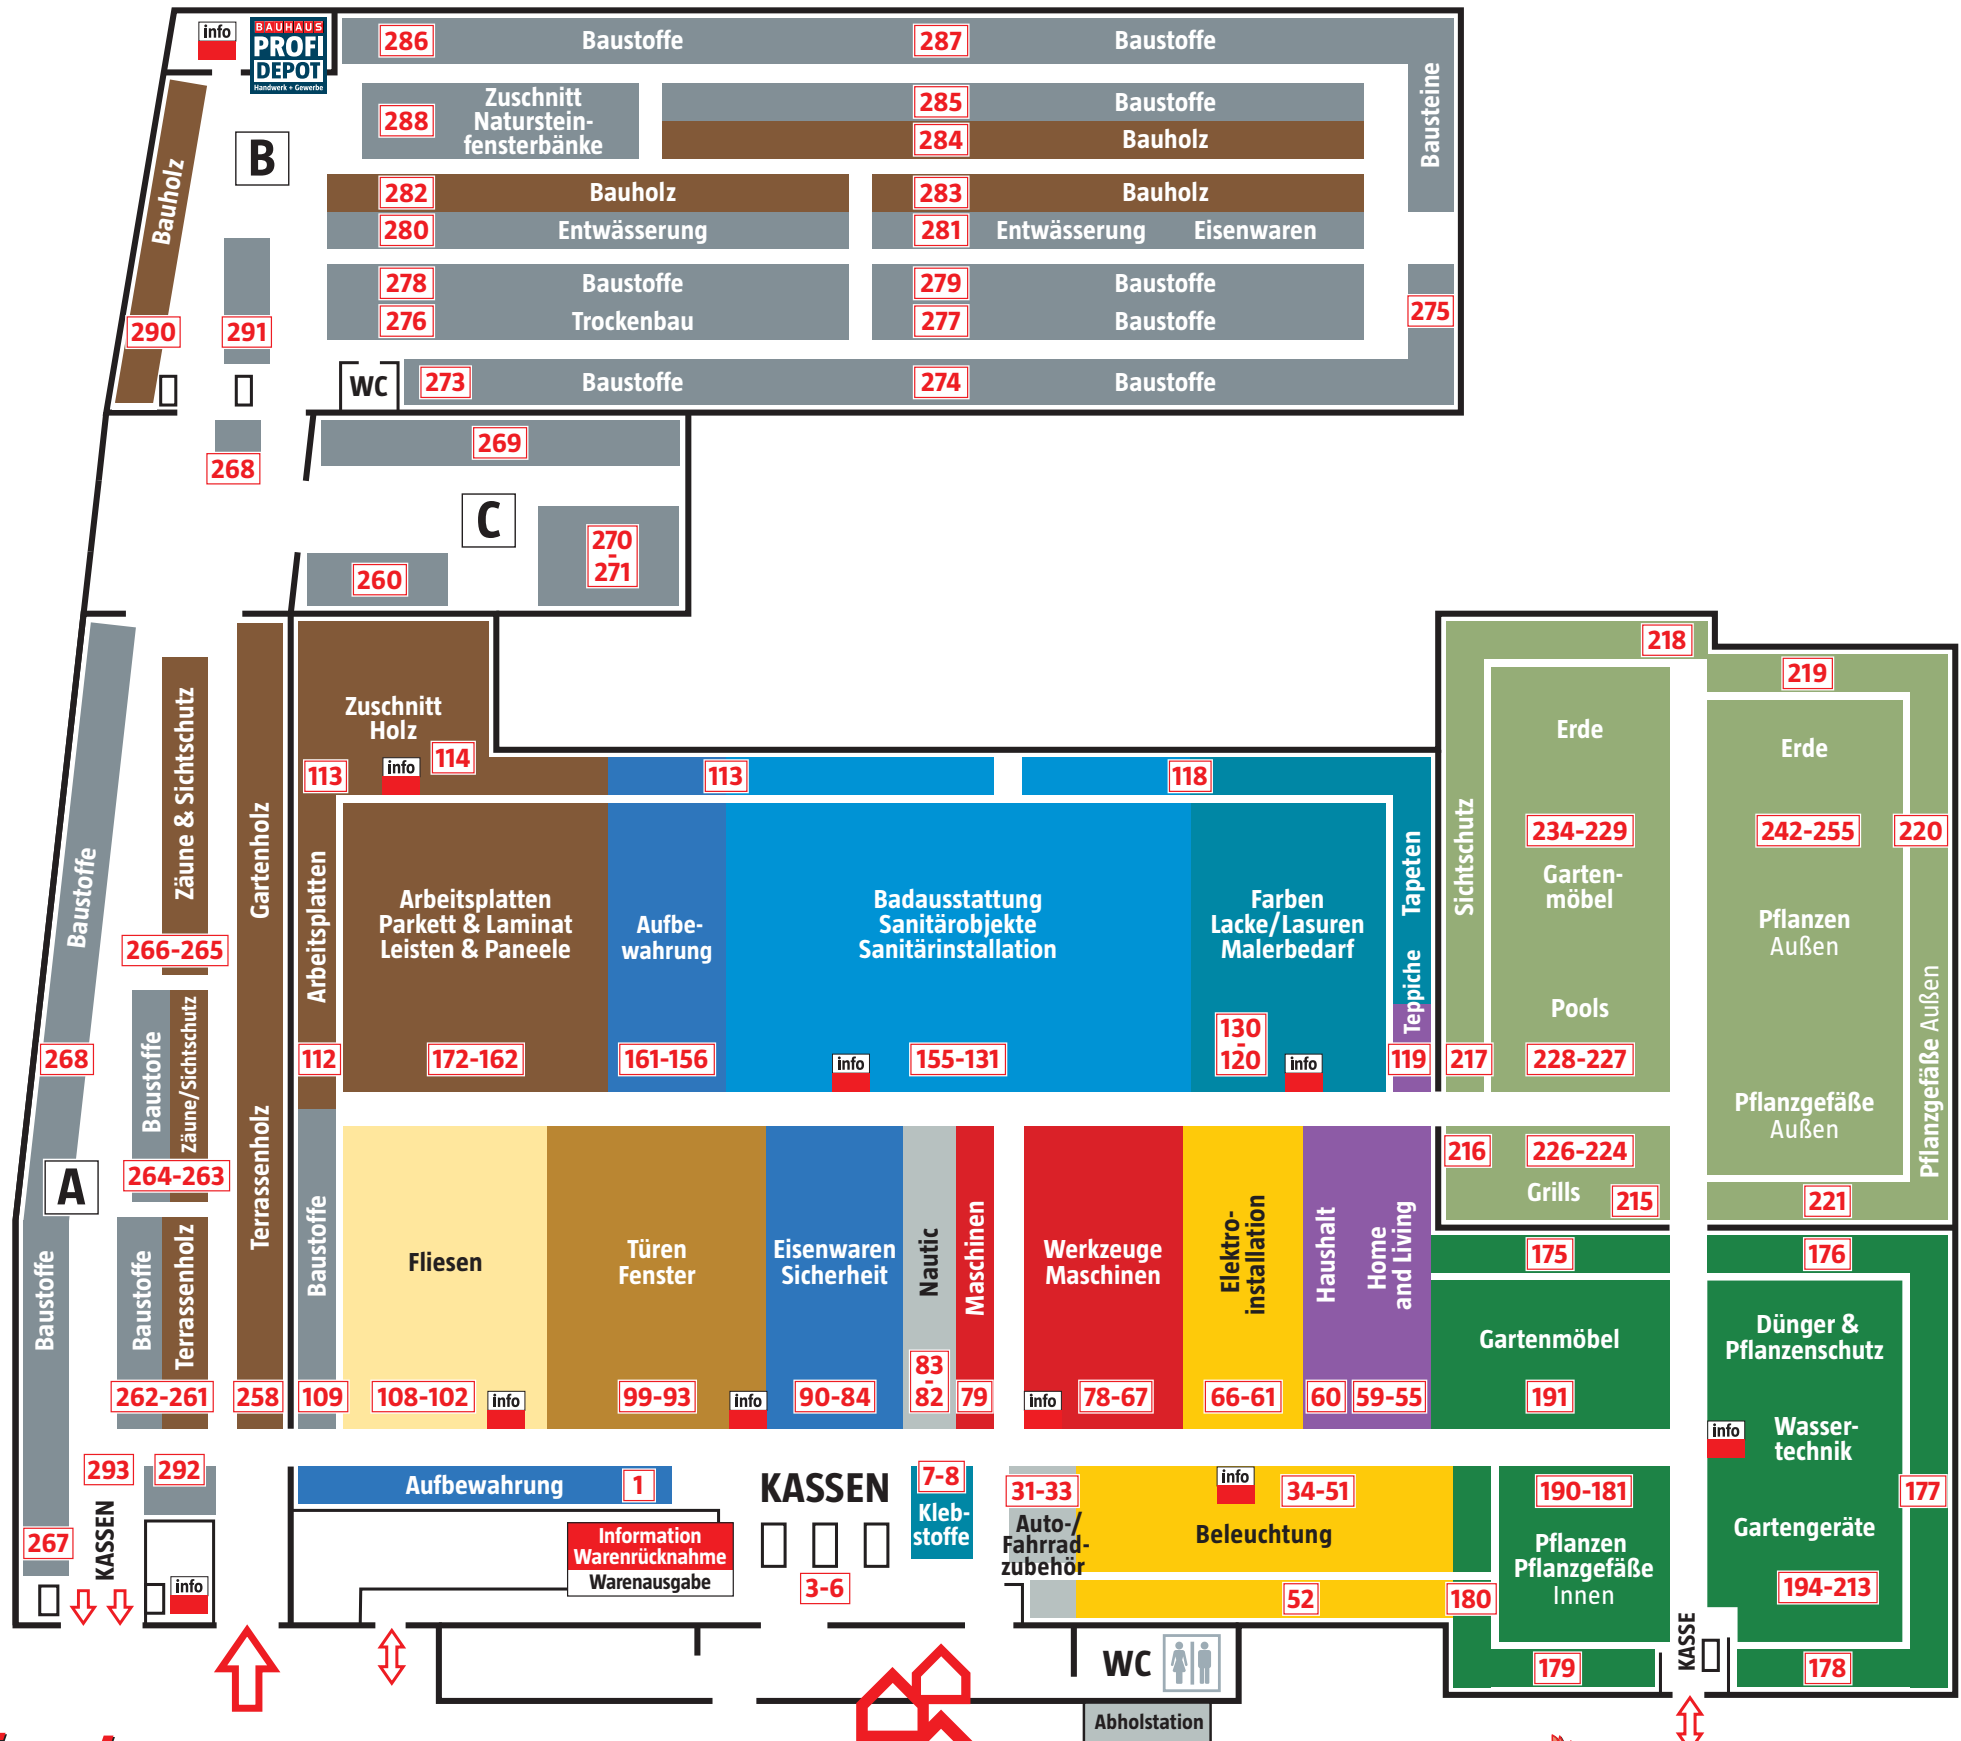 info
BAUHAUS
PROFI
DEPOT
Handwerk + Gewerbe
286
Baustoffe
287
Baustoffe
Bausteine
288
Zuschnitt
Naturstein-
fensterbänke
285
Baustoffe
284
Bauholz
B
Bauholz
282
Bauholz
283
Bauholz
280
Entwässerung
281
Entwässerung
Eisenwaren
278
Baustoffe
279
Baustoffe
276
Trockenbau
277
Baustoffe
275
290
291
WC
273
Baustoffe
274
Baustoffe
269
268
C
270
-
271
260
Zuschnitt
Holz
114
113
info
113
118
218
219
Erde
Erde
234-229
242-255
220
Garten-
möbel
Pflanzen
Außen
Pools
228-227
Pflanzgefäße
Außen
Pflanzgefäße Außen
Sichtschutz
217
Baustoffe
268
Zäune & Sichtschutz
266-265
Gartenholz
Arbeitsplatten
112
Arbeitsplatten
Parkett & Laminat
Leisten & Paneele
172-162
Aufbe-
wahrung
161-156
Badausstattung
Sanitärobjekte
Sanitärinstallation
info
155-131
Farben
Lacke/Lasuren
Malerbedarf
130
-
120
info
Tapeten
Teppiche
119
Baustoffe
Zäune/Sichtschutz
264-263
A
Terrassenholz
216
226-224
Grills
215
221
Baustoffe
Baustoffe
Terrassenholz
262-261
258
Baustoffe
109
Fliesen
108-102
info
Türen
Fenster
99-93
info
Eisenwaren
Sicherheit
90-84
Nautic
83
-
82
Maschinen
79
Werkzeuge
Maschinen
info
78-67
Elektro-
installation
66-61
Haushalt
60
Home
and Living
59-55
175
Gartenmöbel
191
176
Dünger &
Pflanzenschutz
info
Wasser-
technik
177
Gartengeräte
194-213
293
292
KASSEN
267
info
Aufbewahrung
1
Information
Warenrücknahme
Warenausgabe
KASSEN
3-6
7-8
Kleb-
stoffe
31-33
Auto-/
Fahrrad-
zubehör
info
34-51
Beleuchtung
52
180
190-181
Pflanzen
Pflanzgefäße
Innen
179
KASSE
178
WC
Abholstation